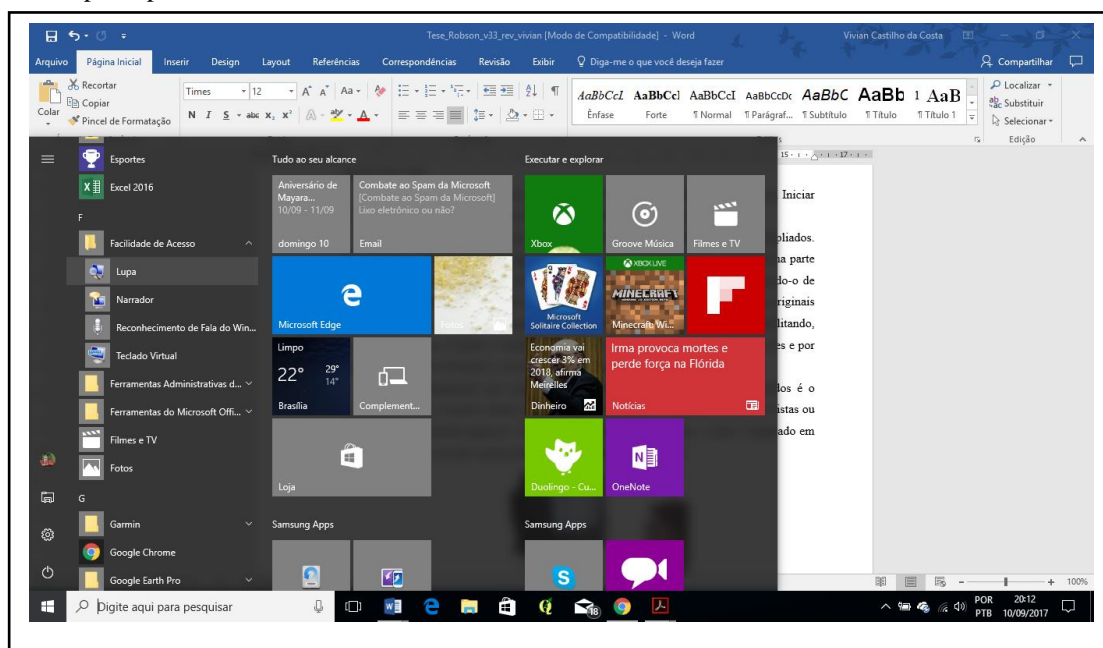 Tese_Robson_v33_rev_vivian [Modo de Compatibilidade] - Word
Vivian Castilho da Costa
Arquivo Página Inicial Inserir Design Layout Referências Correspondências Revisão Exibir Diga-me o que você deseja fazer Compartilhar
Recortar
Copiar
Colar
Pincel de Formatação
Times 12
N I S abc x₂ x² A A
A A Aa
AaBbCcL AaBbCcl AaBbCcI AaBbCcDc AaBbC AaBb 1 AaB
Ênfase Forte ¶ Normal ¶ Parágraf... ¶ Subtítulo ¶ Título ¶ Título 1
Localizar
Substituir
Selecionar
Edição
15 17
Esportes
Excel 2016
F
Facilidade de Acesso
Lupa
Narrador
Reconhecimento de Fala do Win...
Teclado Virtual
Ferramentas Administrativas d...
Ferramentas do Microsoft Offi...
Filmes e TV
Fotos
G
Garmin
Google Chrome
Google Earth Pro
Tudo ao seu alcance
Aniversário de
Mayara...
10/09 - 11/09
domingo 10
Combate ao Spam da Microsoft
[Combate ao Spam da Microsoft]
Lixo eletrônico ou não?
Email
Microsoft Edge
Fotos
Limpo
22° 29°
14°
Brasília
Complement...
Loja
Samsung Apps
Executar e explorar
Xbox
Groove Música
Filmes e TV
Microsoft
Solitaire Collection
XBOX LIVE
MINECRAFT
Minecraft: Wi...
Economia vai
crescer 3% em
2018, afirma
Meirelles
Dinheiro
Irma provoca mortes e
perde força na Flórida
Notícias
Duolingo - Cu...
OneNote
Samsung Apps
Iniciar
pliados.
na parte
do-o de
riginais
litando,
es e por
dos é o
istas ou
ado em
100%
Digite aqui para pesquisar
18
POR
PTB
20:12
10/09/2017